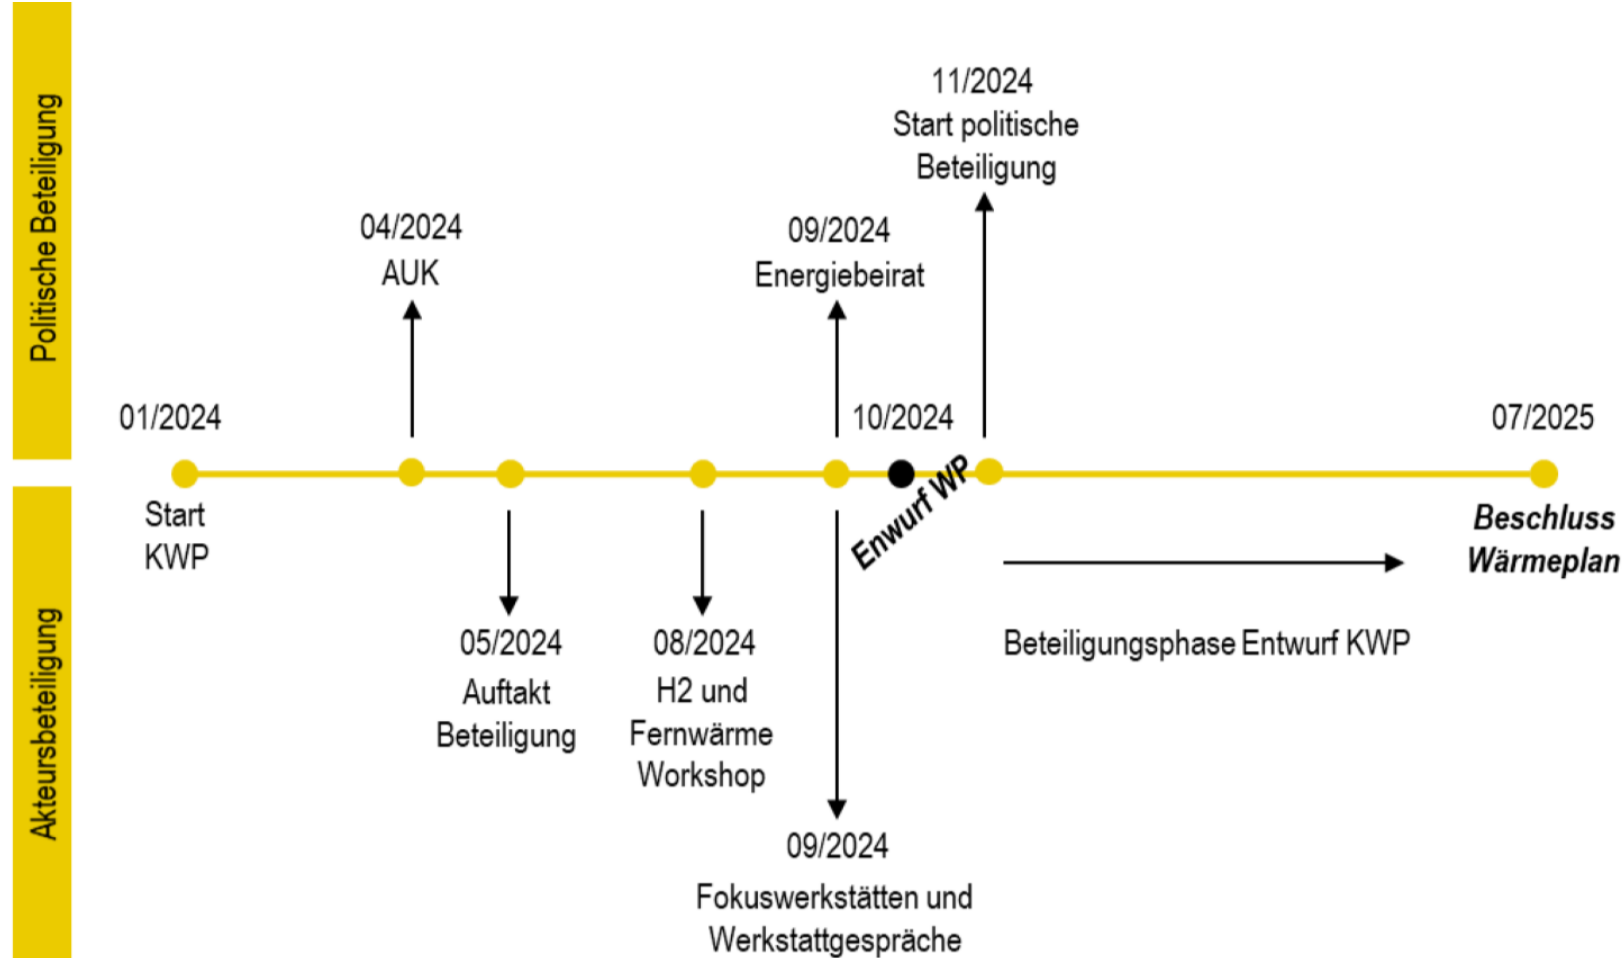 Politische Beteiligung
11/2024
Start politische
Beteiligung
04/2024
AUK
09/2024
Energiebeirat
01/2024
10/2024
07/2025
Start
KWP
Enwurf WP
Beschluss
Wärmeplan
Akteursbeteiligung
05/2024
Auftakt
Beteiligung
08/2024
H2 und
Fernwärme
Workshop
Beteiligungsphase Entwurf KWP
09/2024
Fokuswerkstätten und
Werkstattgespräche